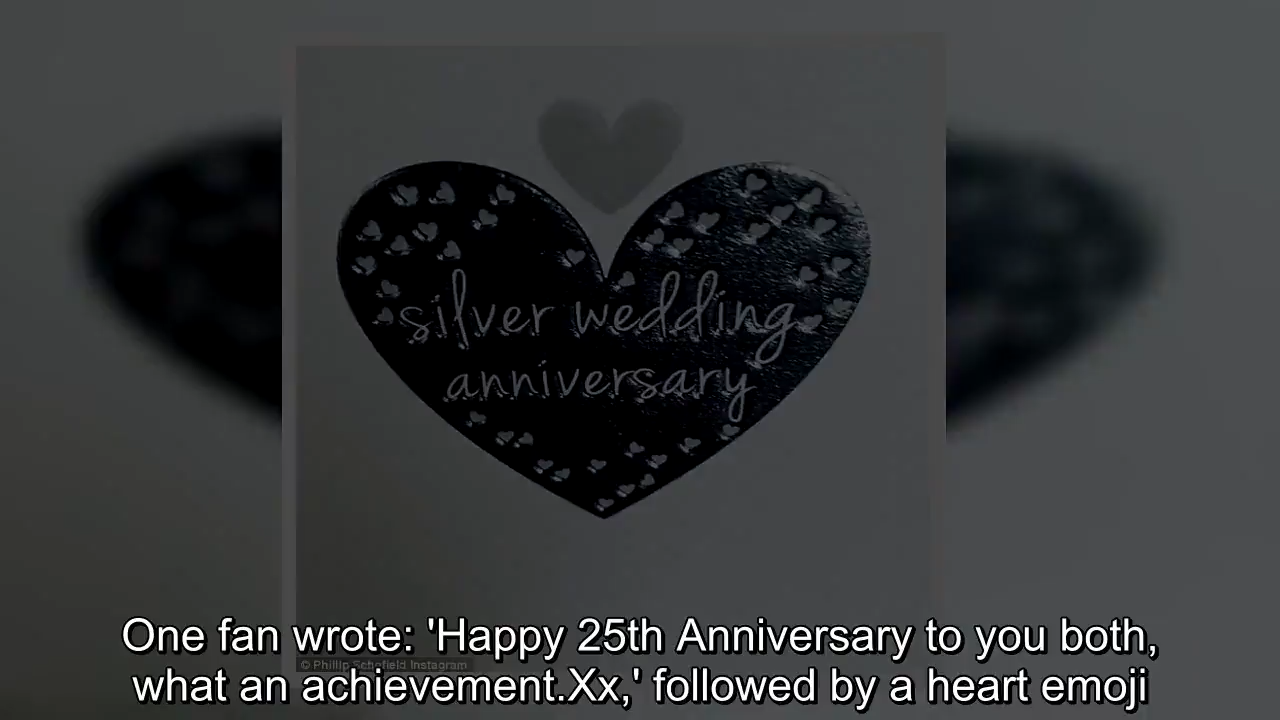 silver wedding
anniversary
© Phillip Schofield Instagram
One fan wrote: 'Happy 25th Anniversary to you both,
what an achievement.Xx,' followed by a heart emoji